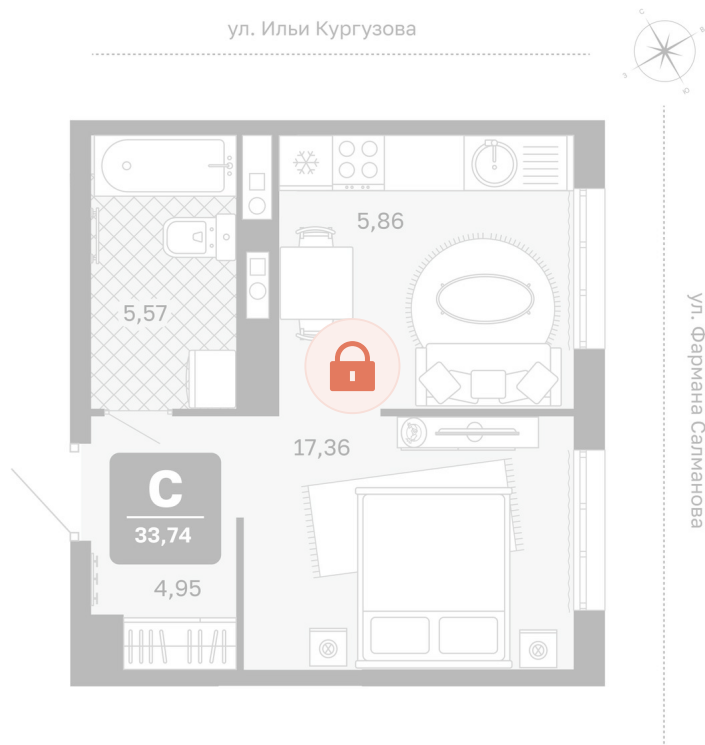 ул. Ильи Кургузова
С
В
Ю
З
5,86
5,57
17,36
С
33,74
4,95
ул. Фармана Салманова